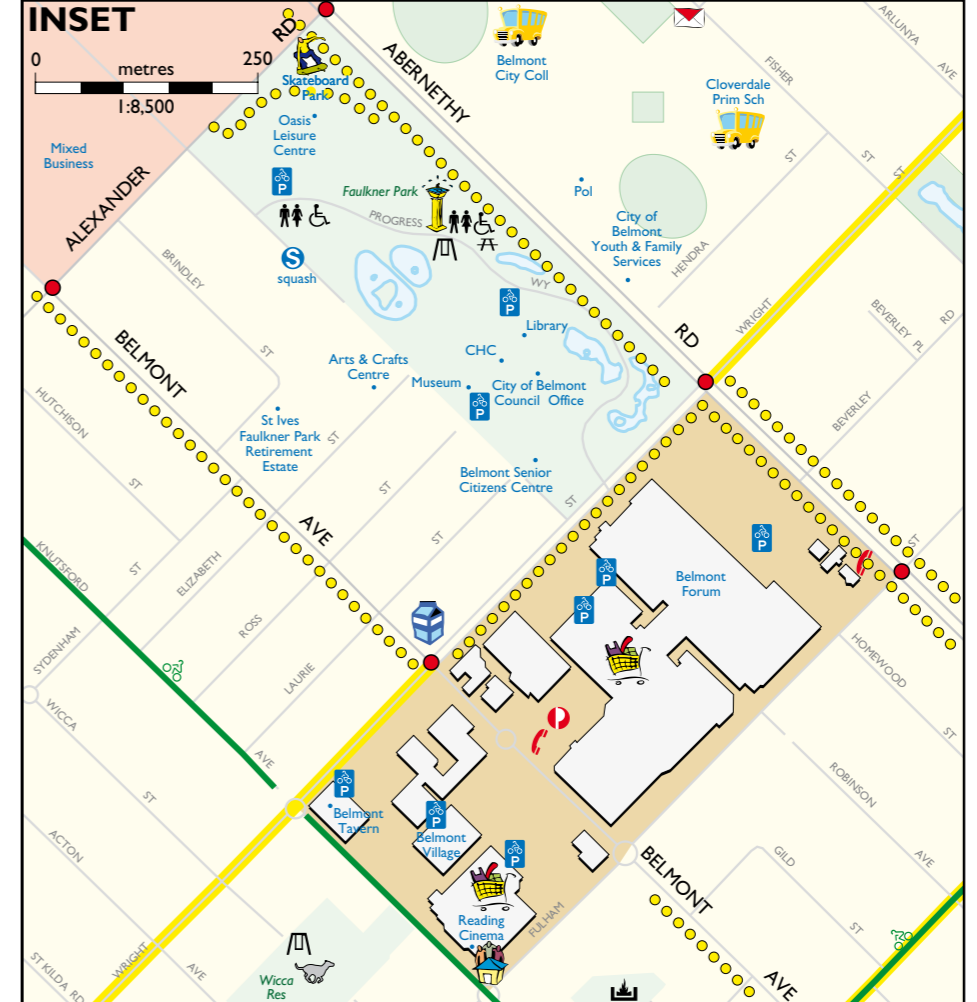 INSET
0
metres
250
1:8,500
Mixed
Business
ALEXANDER
RD
Skateboard
Park
Oasis
Leisure
Centre
P
ABERNETHY
RD
Belmont
City Coll
Cloverdale
Prim Sch
FISHER
ST
ARLUNYA
AVE
Faulkner Park
PROGRESS
WY
S
squash
P
Pol
City of
Belmont
Youth & Family
Services
HENDRA
ST
WRIGHT
ST
BEVERLEY PL
BEVERLEY
RD
BRINDLEY
ST
Library
CHC
Museum
City of Belmont
Council Office
P
Arts & Crafts
Centre
St Ives
Faulkner Park
Retirement
Estate
Belmont Senior
Citizens Centre
BELMONT
AVE
HUTCHISON
ST
KNUTSFORD
AVE
SYDENHAM
ST
ELIZABETH
ST
ROSS
ST
LAURIE
ST
ST
WICCA
ST
ACTON
AVE
ST KILDA RD
WRIGHT
P
P
P
Belmont
Forum
ST
HOMEWOOD
ST
ROBINSON
AVE
GILD
ST
P
Belmont
Tavern
P
Belmont
Village
P
Reading
Cinema
FULHAM
BELMONT
AVE
Wicca
Res